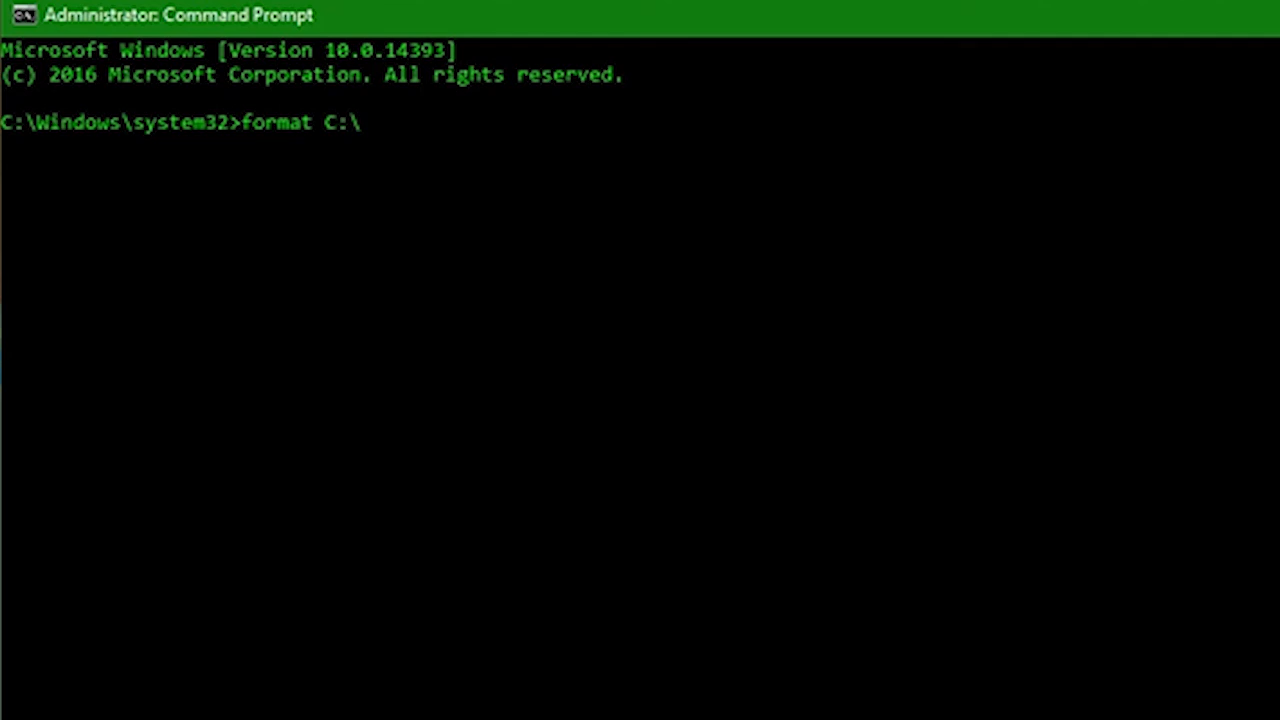 Administrator: Command Prompt
Microsoft Windows [Version 10.0.14393]
(c) 2016 Microsoft Corporation. All rights reserved.
C:\Windows\system32>format C:\